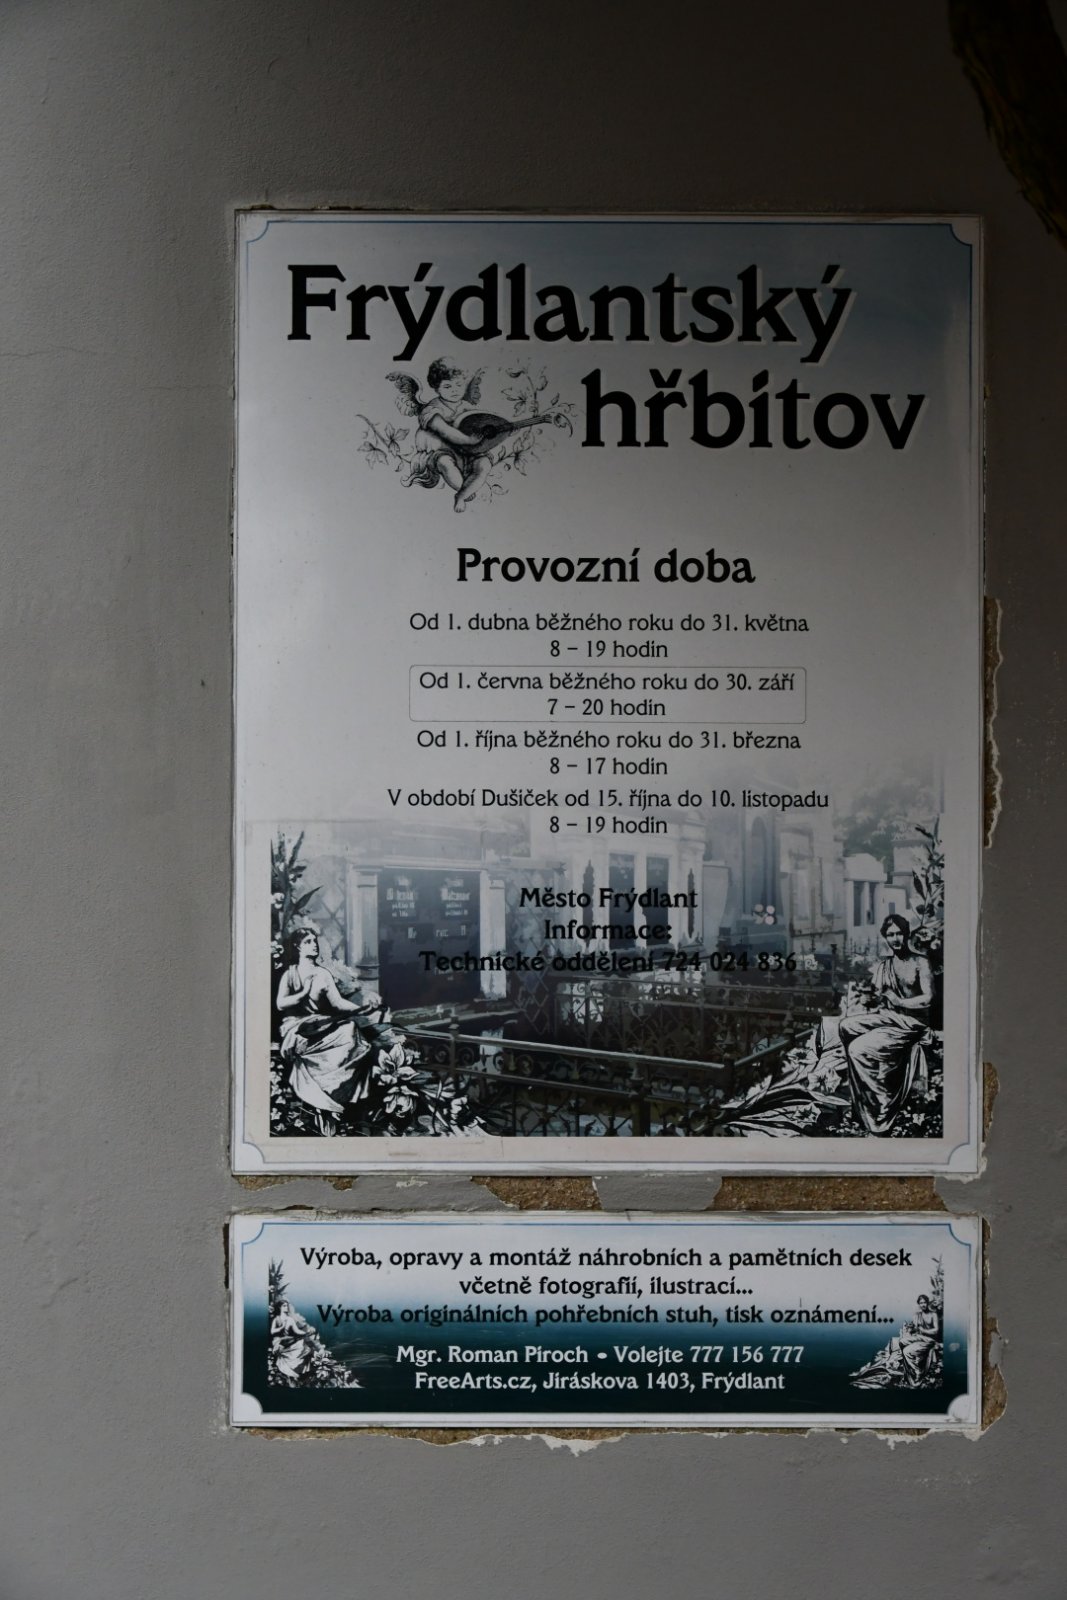 Frýdlantský
hřbitov
Provozní doba
Od 1. dubna běžného roku do 31. května
8 – 19 hodin
Od 1. června běžného roku do 30. září
7 – 20 hodin
Od 1. října běžného roku do 31. března
8 – 17 hodin
V období Dušiček od 15. října do 10. listopadu
8 – 19 hodin
Město Frýdlant
Informace:
Technické oddělení 724 024 836
Výroba, opravy a montáž náhrobních a pamětních desek
včetně fotografií, ilustrací...
Výroba originálních pohřebních stuh, tisk oznámení...
Mgr. Roman Piroch • Volejte 777 156 777
FreeArts.cz, Jiráskova 1403, Frýdlant